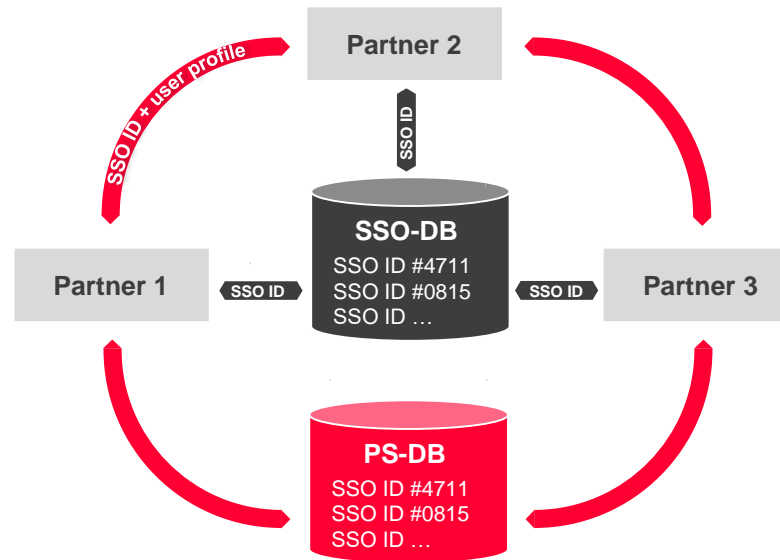 Partner 2
SSO ID + user profile
SSO ID
SSO-DB
SSO ID #4711
SSO ID #0815
SSO ID …
Partner 1
SSO ID
SSO ID
Partner 3
PS-DB
SSO ID #4711
SSO ID #0815
SSO ID …